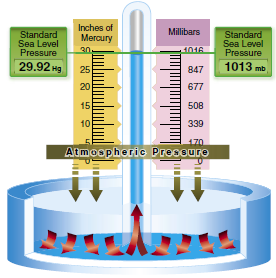 Standard
Sea Level
Pressure
29.92 Hg
Inches of
Mercury
30
25
20
15
10
5
0
Millibars
1016
847
677
508
339
170
0
Standard
Sea Level
Pressure
1013 mb
Atmospheric Pressure